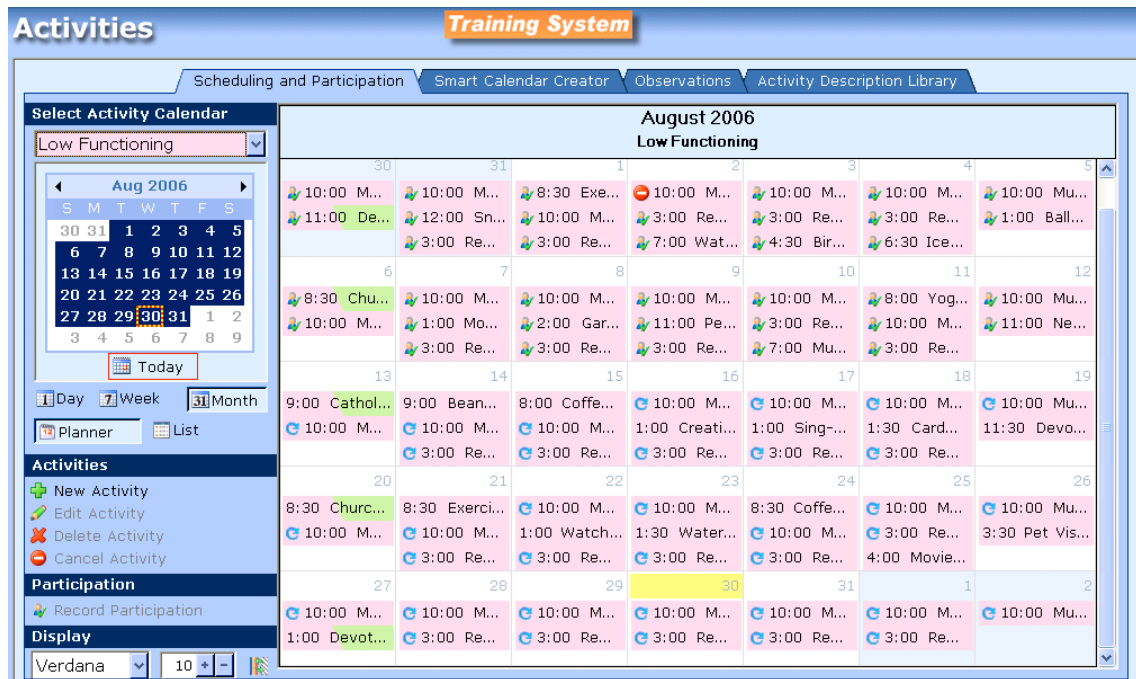 Activities
Training System
Scheduling and Participation Smart Calendar Creator Observations Activity Description Library
Select Activity Calendar
Low Functioning
Aug 2006
S M T W T F S
30 31 1 2 3 4 5
6 7 8 9 10 11 12
13 14 15 16 17 18 19
20 21 22 23 24 25 26
27 28 29 30 31 1 2
3 4 5 6 7 8 9
Today
1 Day 7 Week 31 Month
12 Planner List
Activities
New Activity
Edit Activity
Delete Activity
Cancel Activity
Participation
Record Participation
Display
Verdana 10 + -
August 2006
Low Functioning
30 31 1 2 3 4 5
10:00 M... 10:00 M... 8:30 Exe... 10:00 M... 10:00 M... 10:00 M... 10:00 Mu...
11:00 De... 12:00 Sn... 10:00 M... 3:00 Re... 3:00 Re... 3:00 Re... 1:00 Ball...
3:00 Re... 3:00 Re... 7:00 Wat... 4:30 Bir... 6:30 Ice...
6 7 8 9 10 11 12
8:30 Chu... 10:00 M... 10:00 M... 10:00 M... 10:00 M... 8:00 Yog... 10:00 Mu...
10:00 M... 1:00 Mo... 2:00 Gar... 11:00 Pe... 3:00 Re... 10:00 M... 11:00 Ne...
3:00 Re... 3:00 Re... 3:00 Re... 7:00 Mu... 3:00 Re...
13 14 15 16 17 18 19
9:00 Cathol... 9:00 Bean... 8:00 Coffe... 10:00 M... 10:00 M... 10:00 M... 10:00 Mu...
10:00 M... 10:00 M... 10:00 M... 1:00 Creati... 1:00 Sing-... 1:30 Card... 11:30 Devo...
3:00 Re... 3:00 Re... 3:00 Re... 3:00 Re... 3:00 Re...
20 21 22 23 24 25 26
8:30 Churc... 8:30 Exerci... 10:00 M... 10:00 M... 8:30 Coffe... 10:00 M... 10:00 Mu...
10:00 M... 10:00 M... 1:00 Watch... 1:30 Water... 10:00 M... 3:00 Re... 3:30 Pet Vis...
3:00 Re... 3:00 Re... 3:00 Re... 3:00 Re... 4:00 Movie...
27 28 29 30 31 1 2
10:00 M... 10:00 M... 10:00 M... 10:00 M... 10:00 M... 10:00 M... 10:00 Mu...
1:00 Devot... 3:00 Re... 3:00 Re... 3:00 Re... 3:00 Re... 3:00 Re...